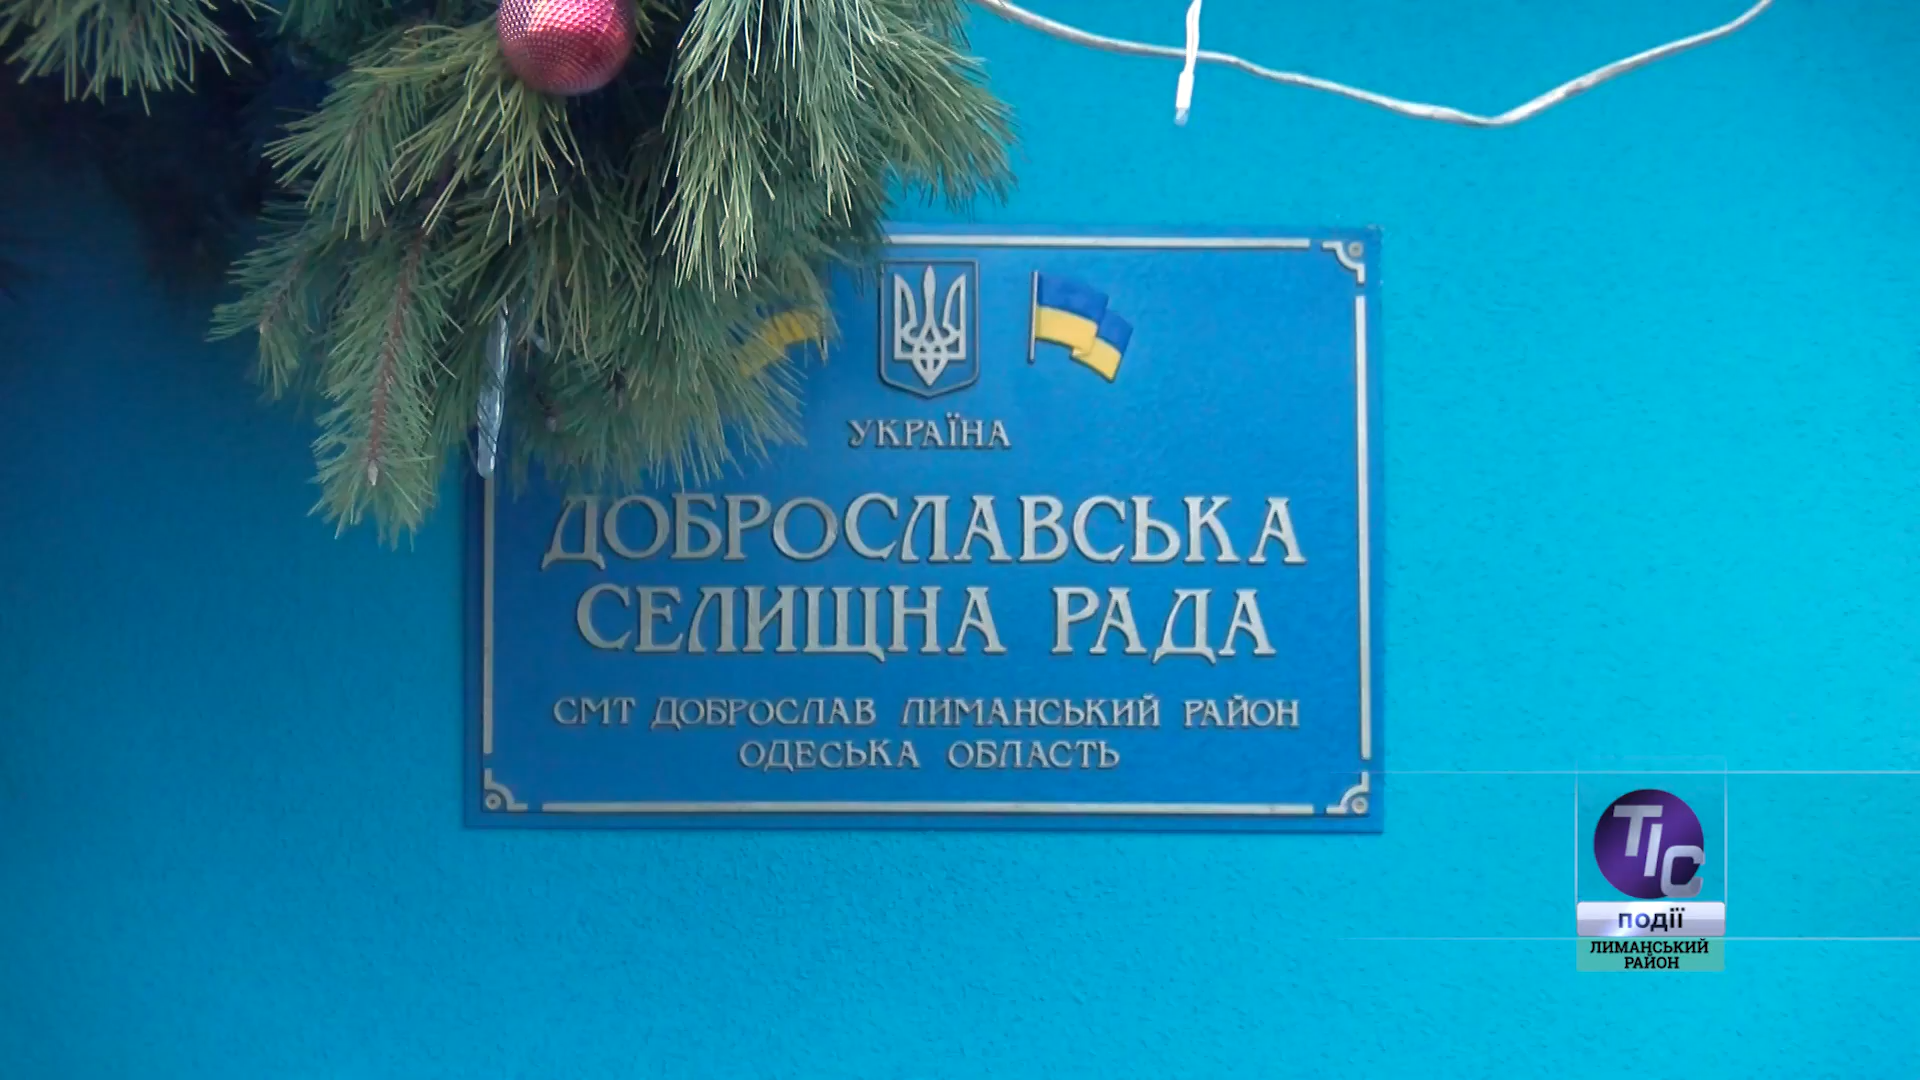 УКРАЇНА
ДОБРОСЛАВСЬКА
СЕЛИЩНА РАДА
СМТ ДОБРОСЛАВ ЛИМАНСЬКИЙ РАЙОН
ОДЕСЬКА ОБЛАСТЬ
ТІС
події
ЛИМАНСЬКИЙ
РАЙОН